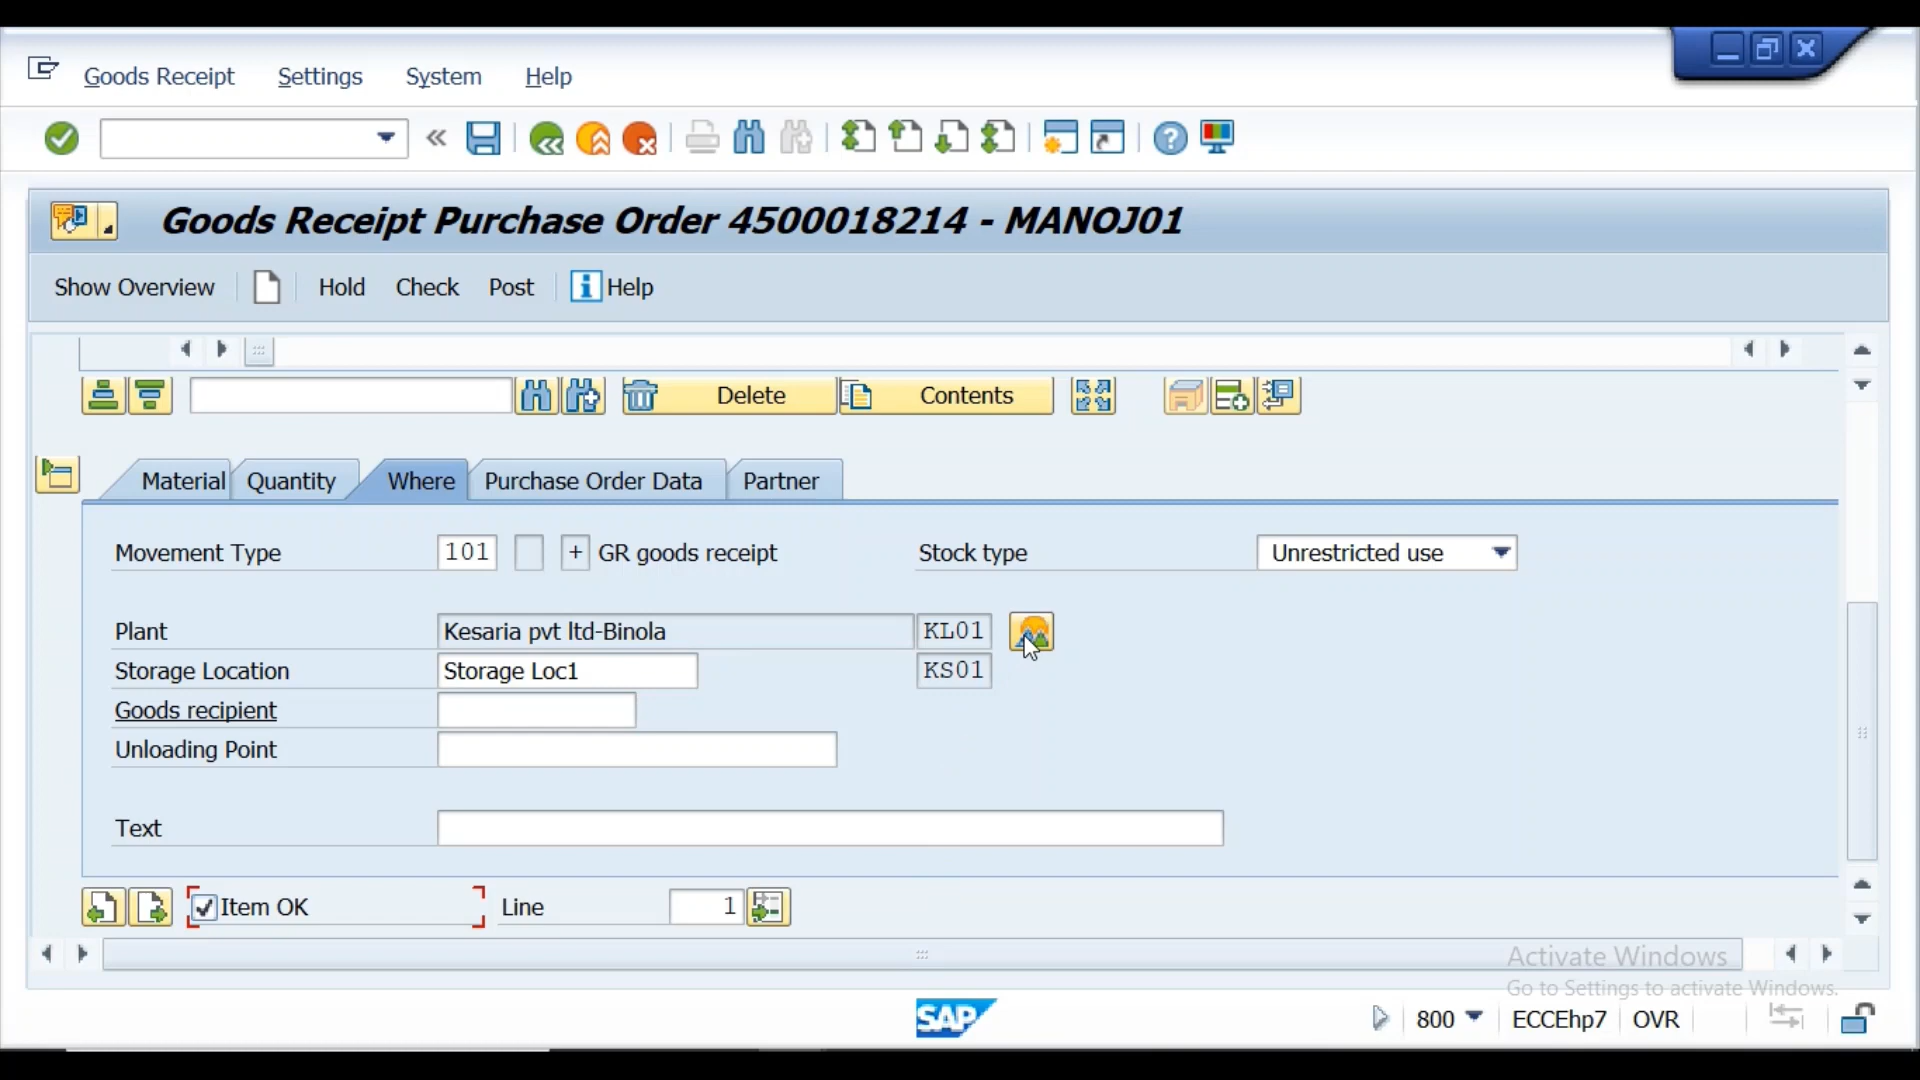 Goods Receipt Settings System Help
Goods Receipt Purchase Order 4500018214 - MANOJ01
Show Overview Hold Check Post Help
Delete Contents
Material Quantity Where Purchase Order Data Partner
Movement Type 101 + GR goods receipt Stock type Unrestricted use
Plant Kesaria pvt ltd-Binola KL01
Storage Location Storage Loc1 KS01
Goods recipient
Unloading Point
Text
Item OK Line 1
Activate Windows
Go to Settings to activate Windows.
SAP 800 ECCEhp7 OVR